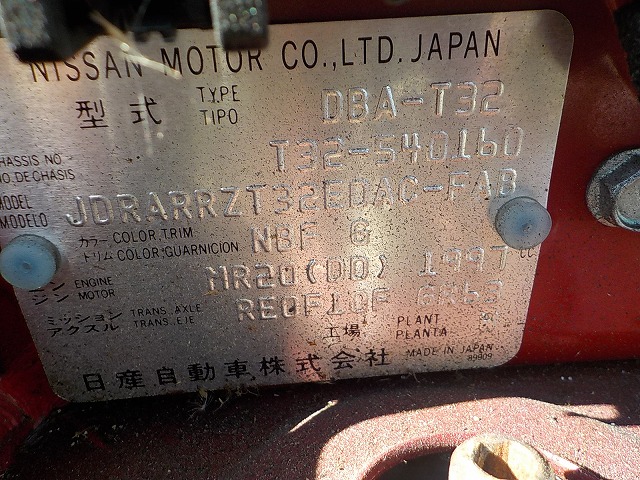 NISSAN MOTOR CO.,LTD. JAPAN
型式 TYPE TIPO DBA-T32
CHASSIS NO NO.DE CHASIS T32-540160
MODEL MODELO JDRARRZT32EDAC-FAB
カラー COLOR,TRIM トリム COLOR;GUARNICION NBF G
ENGINE MOTOR MR20(DD) 1997 cc
ミッション TRANS. AXLE アクスル TRANS. EJE RE0F10F
工場 PLANT PLANTA
日産自動車株式会社 MADE IN JAPAN